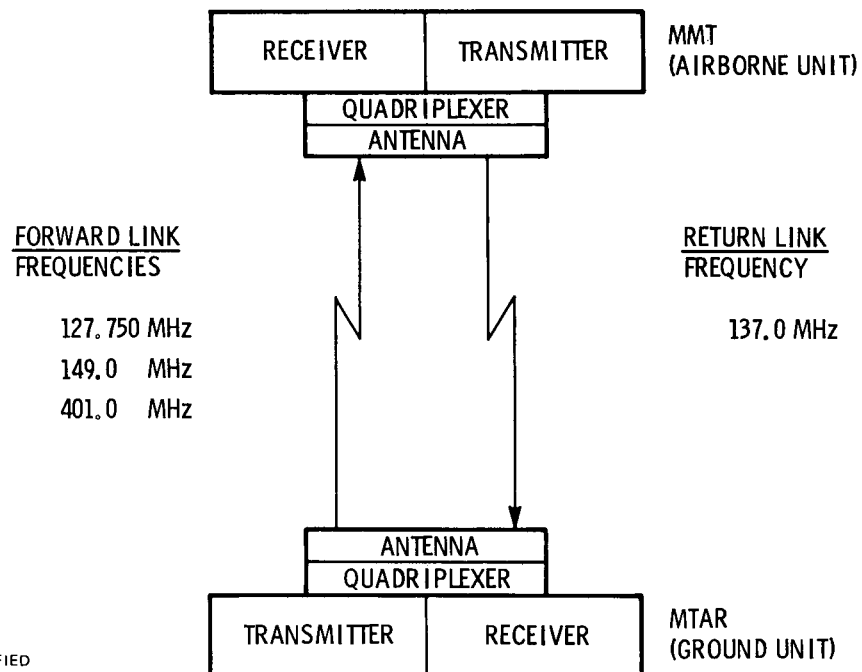 RECEIVER TRANSMITTER
MMT
(AIRBORNE UNIT)
QUADRIPLEXER
ANTENNA
FORWARD LINK
FREQUENCIES
127.750 MHz
149.0 MHz
401.0 MHz
RETURN LINK
FREQUENCY
137.0 MHz
ANTENNA
QUADRIPLEXER
TRANSMITTER RECEIVER
MTAR
(GROUND UNIT)